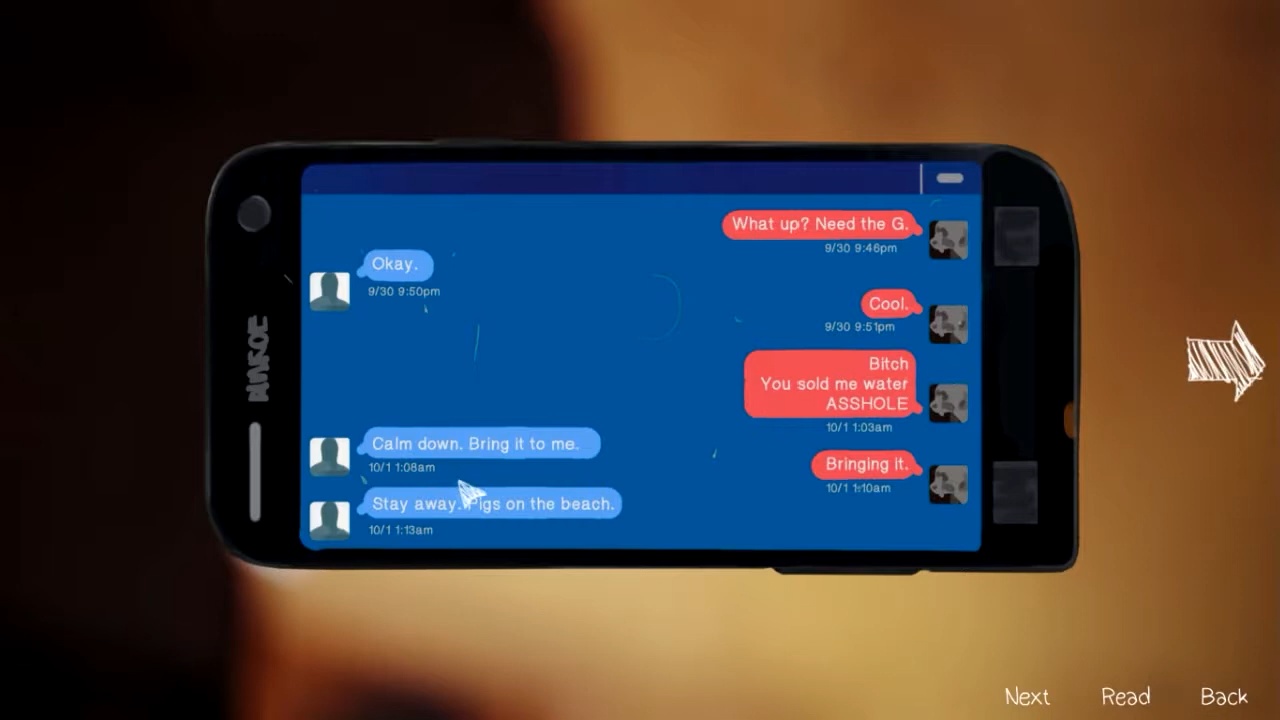 What up? Need the G.
9/30 9:46pm
Okay.
9/30 9:50pm
Cool.
9/30 9:51pm
Bitch
You sold me water
ASSHOLE
10/1 1:03am
Calm down. Bring it to me.
10/1 1:08am
Bringing it.
10/1 1:10am
Stay away. Pigs on the beach.
10/1 1:13am
Next Read Back